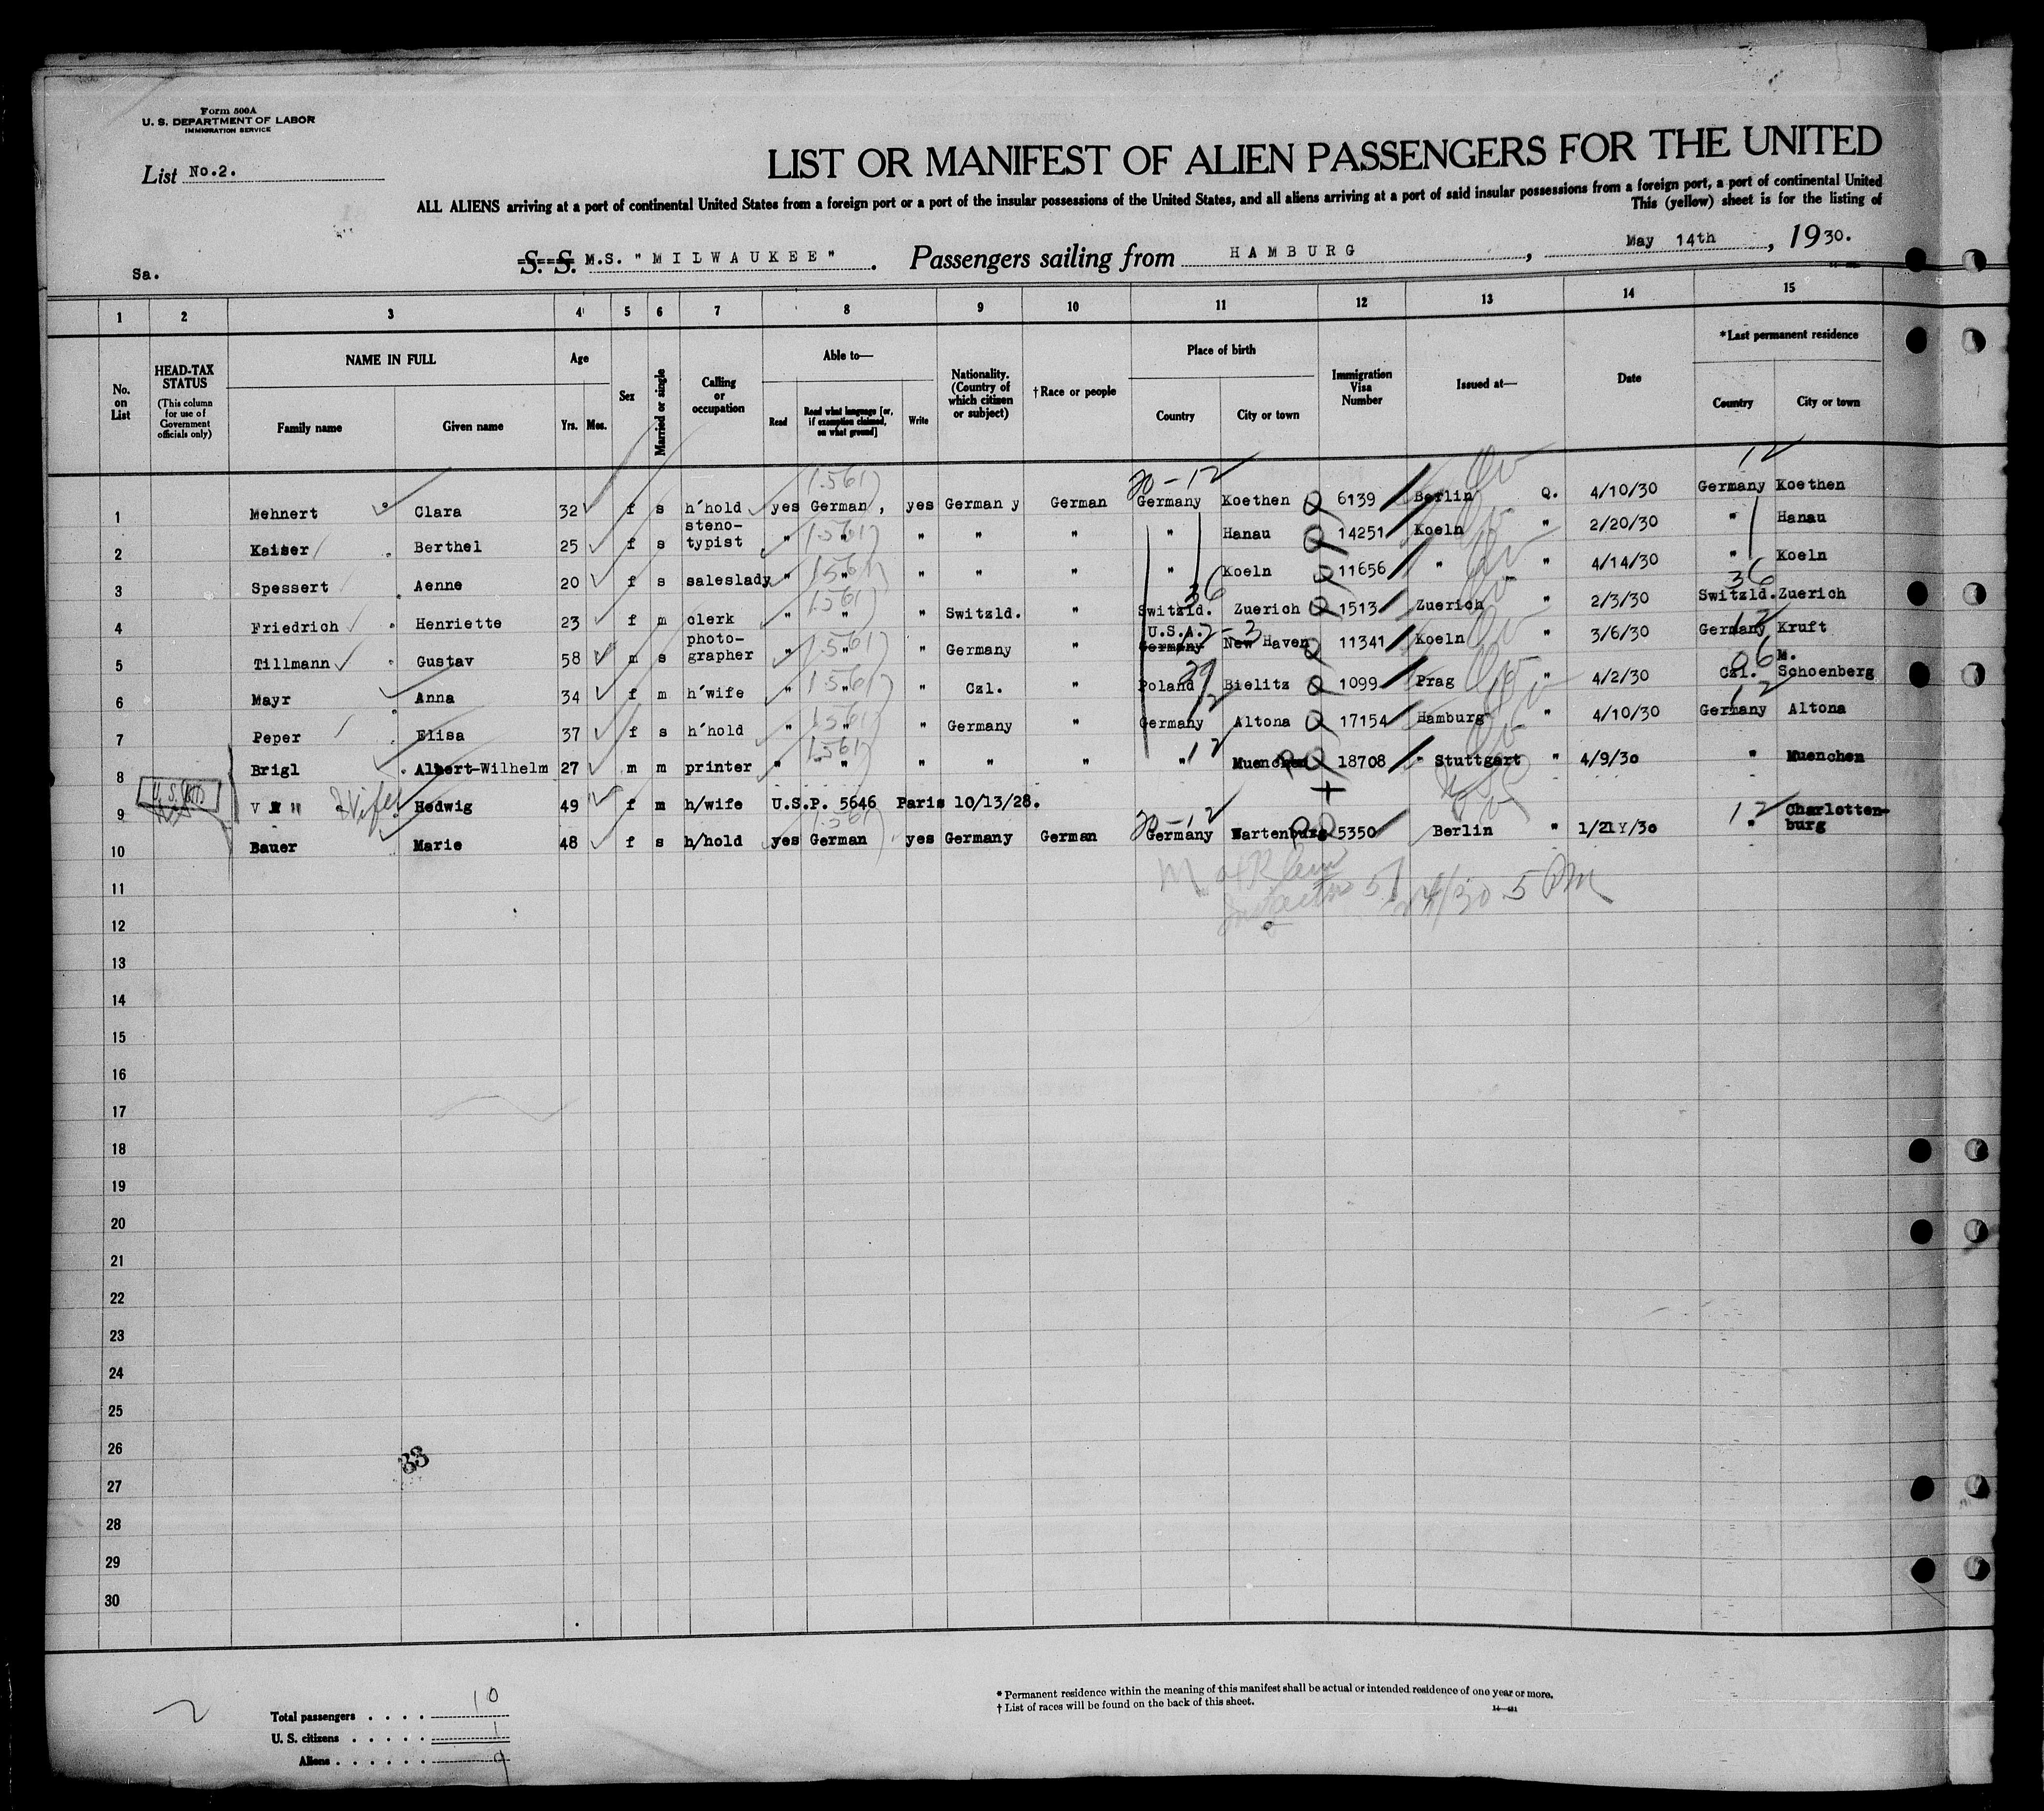 Form 500A
U. S. DEPARTMENT OF LABOR
IMMIGRATION SERVICE
List No.2.
LIST OR MANIFEST OF ALIEN PASSENGERS FOR THE UNITED
ALL ALIENS arriving at a port of continental United States from a foreign port or a port of the insular possessions of the United States, and all aliens arriving at a port of said insular possessions from a foreign port, a port of continental United
This (yellow) sheet is for the listing of
Sa.
S. S. M.S. "MILWAUKEE" . Passengers sailing from HAMBURG , May 14th , 1930.
1 2 3 4 5 6 7 8 9 10 11 12 13 14 15
No. on List
HEAD-TAX STATUS (This column for use of Government officials only)
NAME IN FULL
Family name Given name
Age
Yrs. Mos.
Sex
Married or single
Calling or occupation
Able to—
Read Read what language [or, if exemption claimed, on what ground] Write
Nationality. (Country of which citizen or subject)
† Race or people
Place of birth
Country City or town
Immigration Visa Number
Issued at—
Date
* Last permanent residence
Country City or town
1 Mehnert Clara 32 f s h'hold yes German , yes German y German Germany Koethen Q 6139 Berlin Q. 4/10/30 Germany Koethen
2 Kaiser Berthel 25 f s steno-typist " " " " " " Hanau Q 14251 Koeln " 2/20/30 " Hanau
3 Spessert Aenne 20 f s saleslady " " " " " " Koeln Q 11656 " " 4/14/30 " Koeln
4 Friedrich Henriette 23 f m clerk " " " Switzld. " Switzld. Zuerich Q 1513 Zuerich " 2/3/30 Switzld. Zuerich
5 Tillmann Gustav 58 m s photo-grapher " " " Germany " U.S.A. Germany New Haven Q 11341 Koeln " 3/6/30 Germany Kruft
6 Mayr Anna 34 f m h'wife " " " Czl. " Poland Bielitz Q 1099 Prag " 4/2/30 Czl. M. Schoenberg
7 Peper Elisa 37 f s h'hold " " " Germany " Germany Altona Q 17154 Hamburg " 4/10/30 Germany Altona
8 Brigl Albert-Wilhelm 27 m m printer " " " " " " Muenchen Q 18708 Stuttgart " 4/9/30 " Muenchen
9 " Wife Hedwig 49 f m h/wife U.S.P. 5646 Paris 10/13/28.
10 Bauer Marie 48 f s h/hold yes German yes Germany German Germany Wartenburg 5350 Berlin " " Charlotten-burg
5/24/30 5 PM
11
12
13
14
15
16
17
18
19
20
21
22
23
24
25
26
33
27
28
29
30
Total passengers . . . . 10
U. S. citizens . . . . . 1
Aliens . . . . . . 9
* Permanent residence within the meaning of this manifest shall be actual or intended residence of one year or more.
† List of races will be found on the back of this sheet.